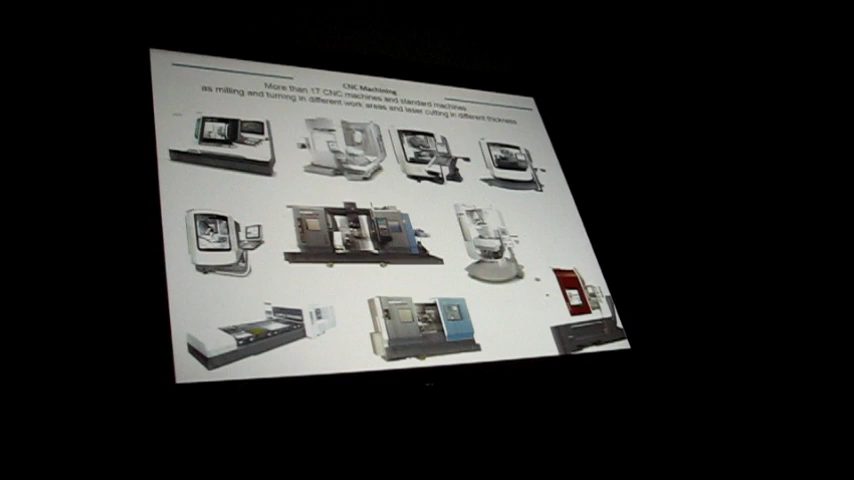 CNC Machining
More than 17 CNC machines and standard machines
as milling and turning in different work areas and laser cutting in different thickness